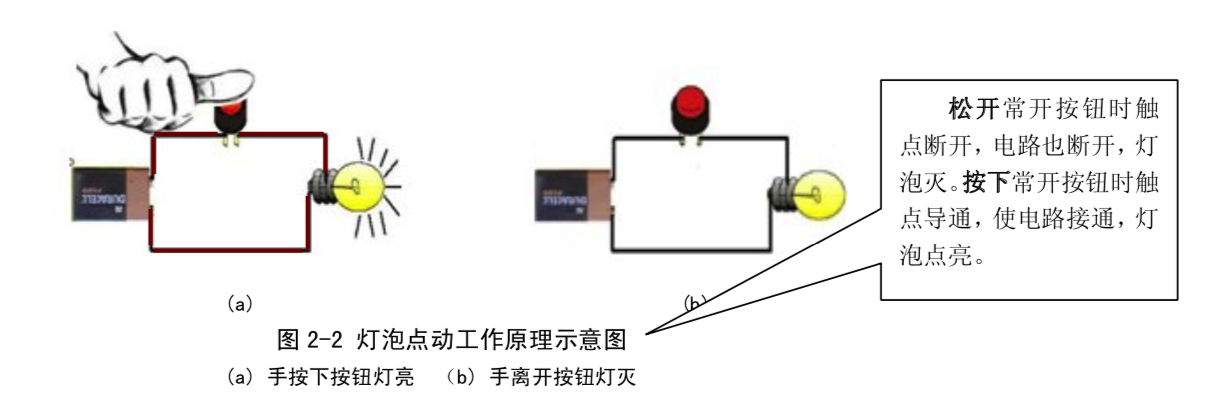 松开常开按钮时触
点断开，电路也断开，灯
泡灭。按下常开按钮时触
点导通，使电路接通，灯
泡点亮。
DURACELL
DURACELL
(a)
(b)
图 2-2 灯泡点动工作原理示意图
(a) 手按下按钮灯亮 (b) 手离开按钮灯灭